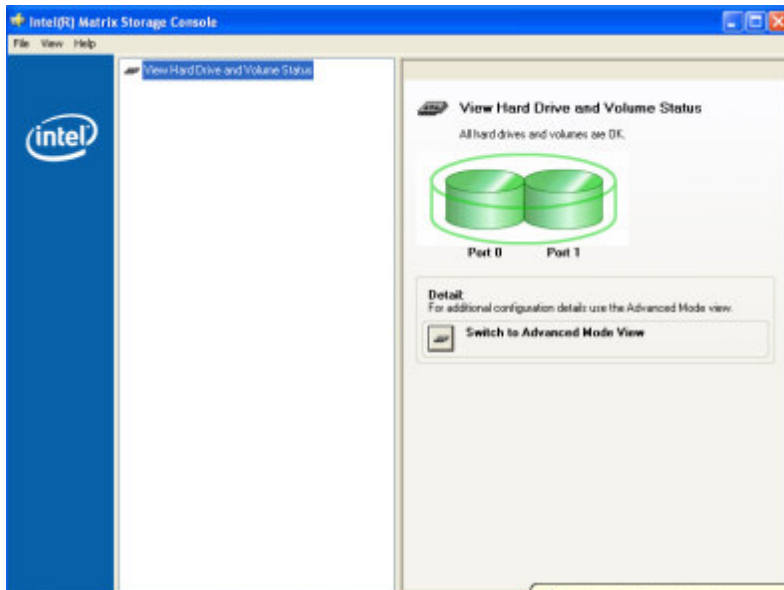 Intel(R) Matrix Storage Console
File View Help
View Hard Drive and Volume Status
intel
View Hard Drive and Volume Status
All hard drives and volumes are OK.
Port 0 Port 1
Detail:
For additional configuration details use the Advanced Mode view.
Switch to Advanced Mode View